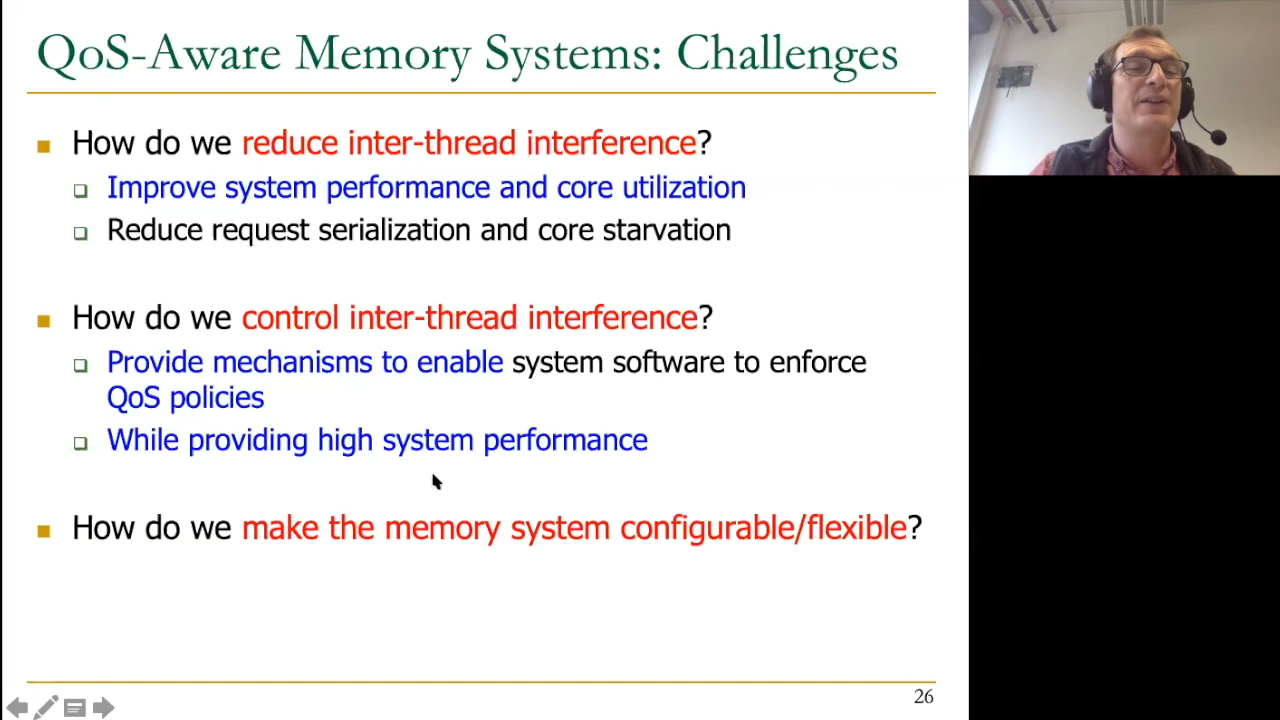 QoS-Aware Memory Systems: Challenges
How do we reduce inter-thread interference?
Improve system performance and core utilization
Reduce request serialization and core starvation
How do we control inter-thread interference?
Provide mechanisms to enable system software to enforce
QoS policies
While providing high system performance
How do we make the memory system configurable/flexible?
26